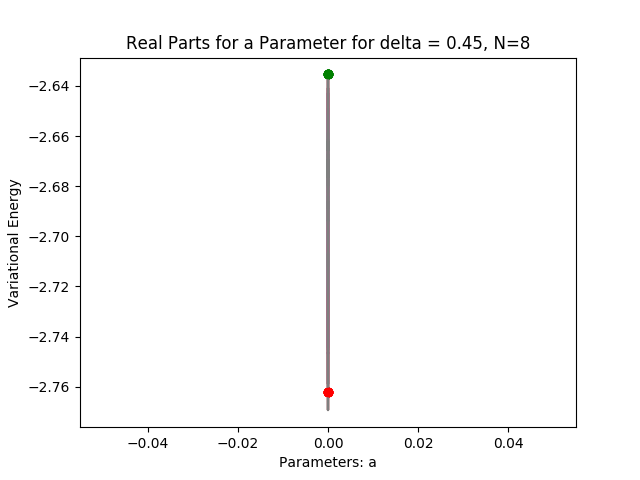 Real Parts for a Parameter for delta = 0.45, N=8
Variational Energy
−2.64
−2.66
−2.68
−2.70
−2.72
−2.74
−2.76
−0.04 −0.02 0.00 0.02 0.04
Parameters: a